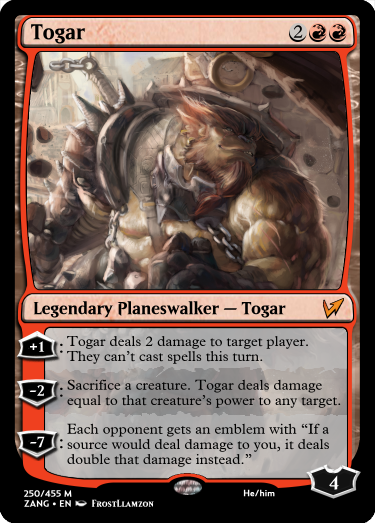 Togar 2
Legendary Planeswalker — Togar
+1: Togar deals 2 damage to target player.
They can't cast spells this turn.
-2: Sacrifice a creature. Togar deals damage
equal to that creature's power to any target.
-7: Each opponent gets an emblem with "If a
source would deal damage to you, it deals
double that damage instead."
4
250/455 M
ZANG • EN FrostLlamzon
He/him